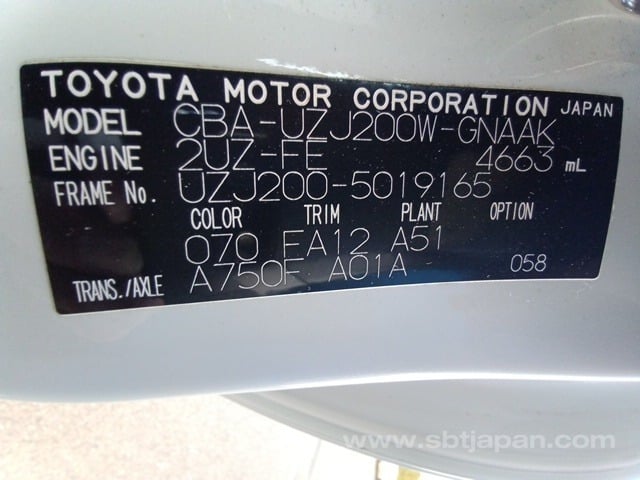 TOYOTA MOTOR CORPORATION JAPAN
MODEL CBA-UZJ200W-GNAAK
ENGINE 2UZ-FE 4663 mL
FRAME No. UZJ200-5019165
COLOR TRIM PLANT OPTION
070 FA12 A51
TRANS./AXLE A750F A01A 058
www.sbtjapan.com